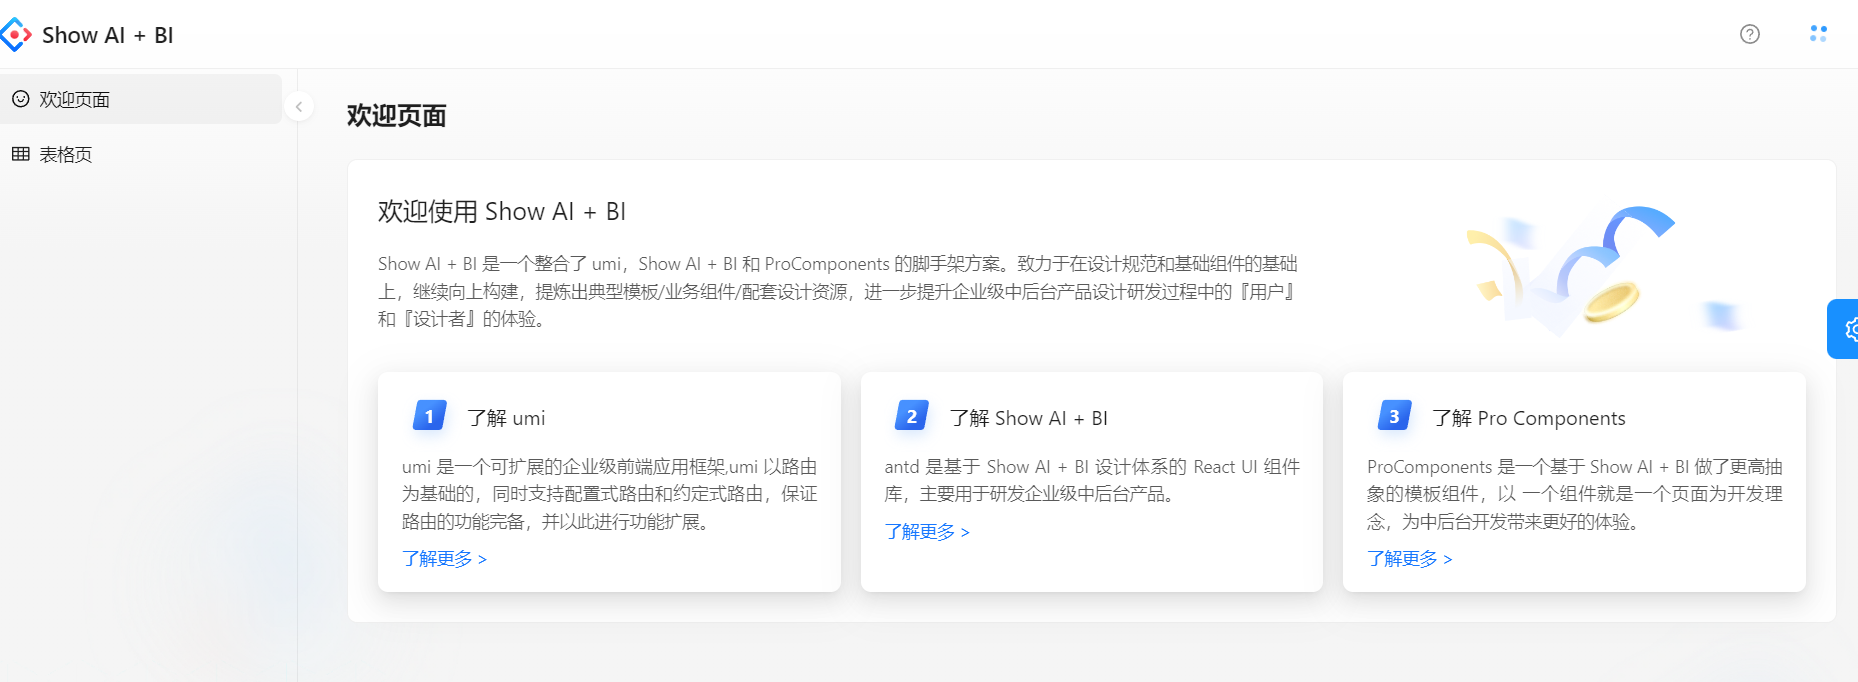 Show AI + BI
欢迎页面
表格页
欢迎页面
欢迎使用 Show AI + BI
Show AI + BI 是一个整合了 umi，Show AI + BI 和 ProComponents 的脚手架方案。致力于在设计规范和基础组件的基础
上，继续向上构建，提炼出典型模板/业务组件/配套设计资源，进一步提升企业级中后台产品设计研发过程中的『用户』
和『设计者』的体验。
1
了解 umi
umi 是一个可扩展的企业级前端应用框架,umi 以路由
为基础的，同时支持配置式路由和约定式路由，保证
路由的功能完备，并以此进行功能扩展。
了解更多 >
2
了解 Show AI + BI
antd 是基于 Show AI + BI 设计体系的 React UI 组件
库，主要用于研发企业级中后台产品。
了解更多 >
3
了解 Pro Components
ProComponents 是一个基于 Show AI + BI 做了更高抽
象的模板组件，以 一个组件就是一个页面为开发理
念，为中后台开发带来更好的体验。
了解更多 >